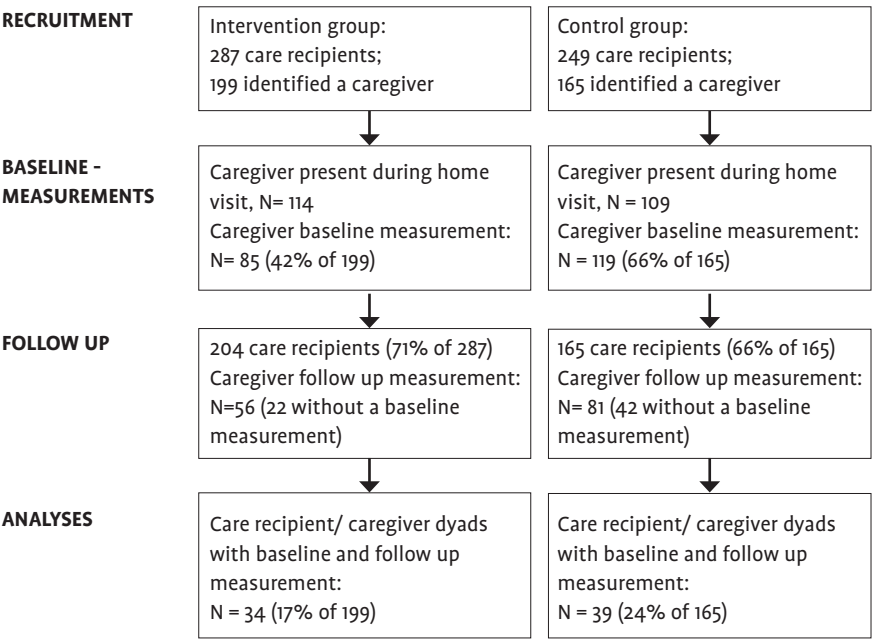 RECRUITMENT
Intervention group:
287 care recipients;
199 identified a caregiver
Control group:
249 care recipients;
165 identified a caregiver
BASELINE -
MEASUREMENTS
Caregiver present during home
visit, N= 114
Caregiver baseline measurement:
N= 85 (42% of 199)
Caregiver present during home
visit, N = 109
Caregiver baseline measurement:
N = 119 (66% of 165)
FOLLOW UP
204 care recipients (71% of 287)
Caregiver follow up measurement:
N=56 (22 without a baseline
measurement)
165 care recipients (66% of 165)
Caregiver follow up measurement:
N= 81 (42 without a baseline
measurement)
ANALYSES
Care recipient/ caregiver dyads
with baseline and follow up
measurement:
N = 34 (17% of 199)
Care recipient/ caregiver dyads
with baseline and follow up
measurement:
N = 39 (24% of 165)